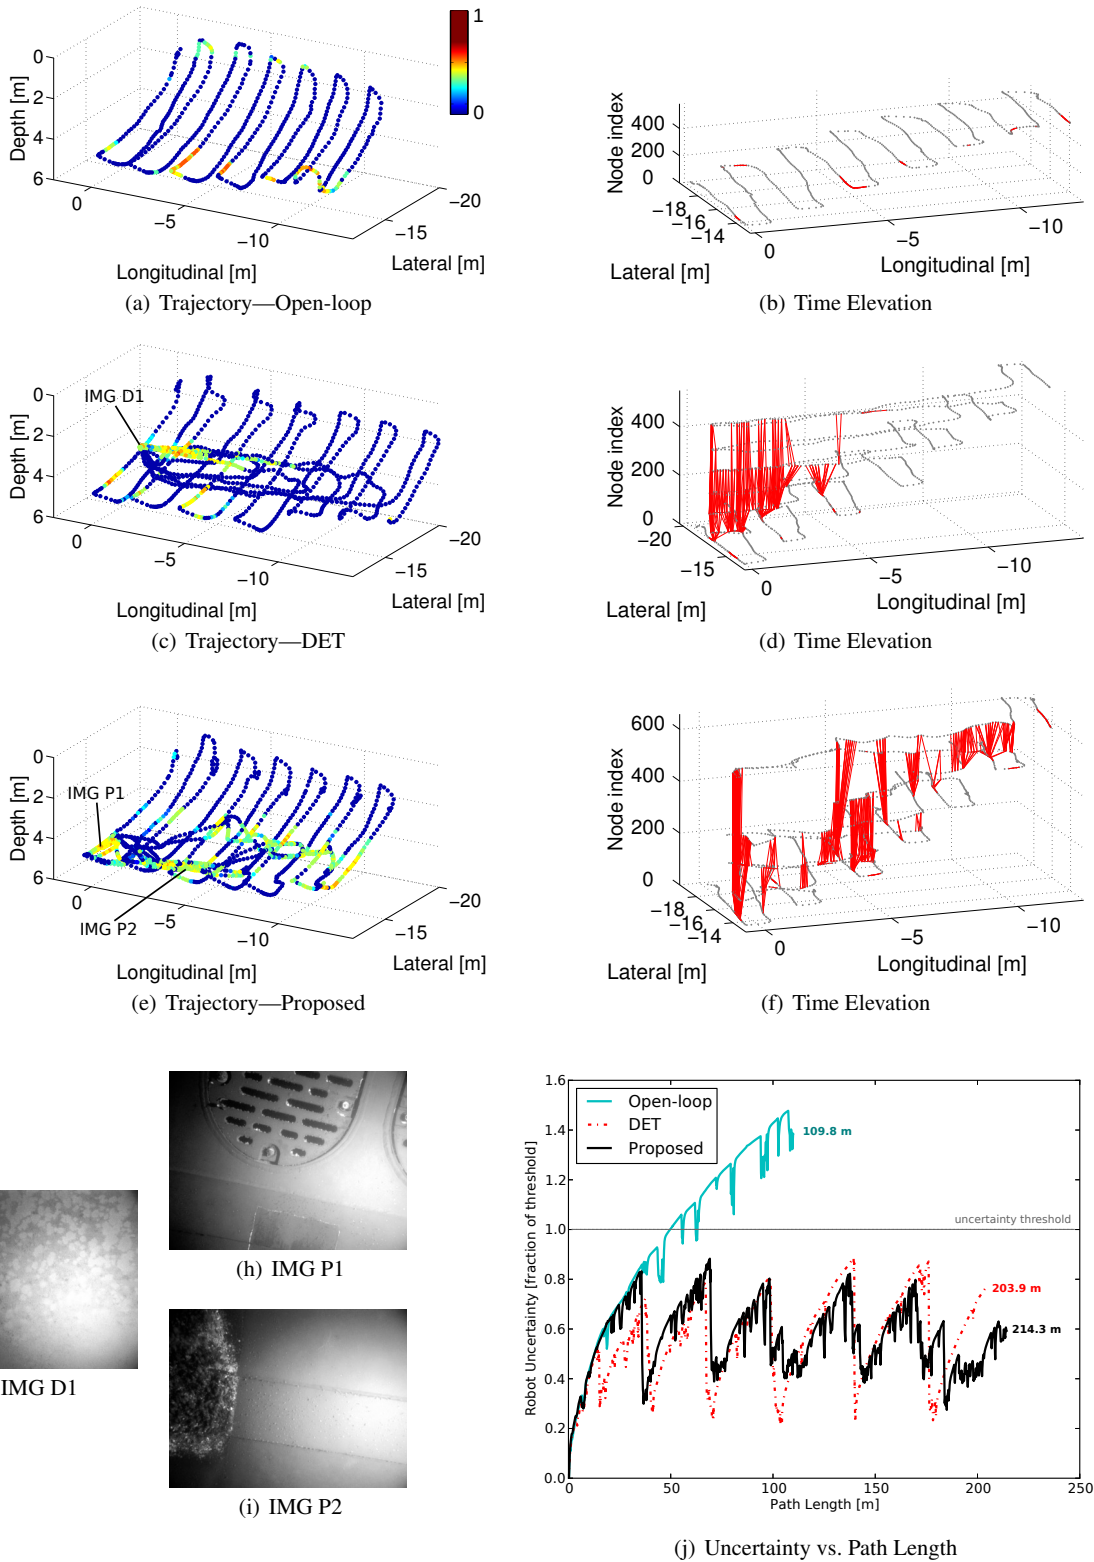 1
0
0
2
4
6
Depth [m]
0
−5
−10
−20
−15
Longitudinal [m]
Lateral [m]
(a) Trajectory—Open-loop
400
200
0
Node index
−18
−16
−14
0
−5
−10
Lateral [m]
Longitudinal [m]
(b) Time Elevation
IMG D1
0
2
4
6
Depth [m]
0
−5
−10
−20
−15
Longitudinal [m]
Lateral [m]
(c) Trajectory—DET
400
200
0
Node index
−20
−15
0
−5
−10
Lateral [m]
Longitudinal [m]
(d) Time Elevation
IMG P1
IMG P2
0
2
4
6
Depth [m]
0
−5
−10
−20
−15
Longitudinal [m]
Lateral [m]
(e) Trajectory—Proposed
600
400
200
0
Node index
−18
−16
−14
0
−5
−10
Lateral [m]
Longitudinal [m]
(f) Time Elevation
IMG D1
(h) IMG P1
(i) IMG P2
1.6
1.4
1.2
1.0
0.8
0.6
0.4
0.2
0.0
Robot Uncertainty [fraction of threshold]
Open-loop
DET
Proposed
109.8 m
uncertainty threshold
203.9 m
214.3 m
0
50
100
150
200
250
Path Length [m]
(j) Uncertainty vs. Path Length